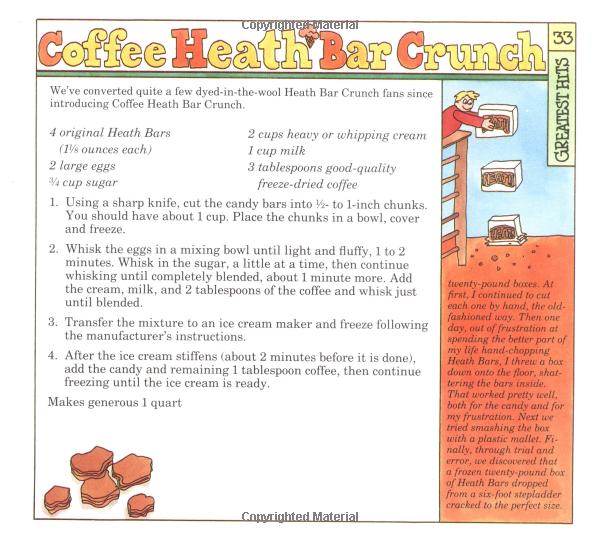 Copyrighted Material
Coffee Heath Bar Crunch
33
GREATEST HITS
We've converted quite a few dyed-in-the-wool Heath Bar Crunch fans since
introducing Coffee Heath Bar Crunch.
4 original Heath Bars
(1⅛ ounces each)
2 large eggs
¾ cup sugar
2 cups heavy or whipping cream
1 cup milk
3 tablespoons good-quality
freeze-dried coffee
1. Using a sharp knife, cut the candy bars into ½- to 1-inch chunks.
You should have about 1 cup. Place the chunks in a bowl, cover
and freeze.
2. Whisk the eggs in a mixing bowl until light and fluffy, 1 to 2
minutes. Whisk in the sugar, a little at a time, then continue
whisking until completely blended, about 1 minute more. Add
the cream, milk, and 2 tablespoons of the coffee and whisk just
until blended.
3. Transfer the mixture to an ice cream maker and freeze following
the manufacturer's instructions.
4. After the ice cream stiffens (about 2 minutes before it is done),
add the candy and remaining 1 tablespoon coffee, then continue
freezing until the ice cream is ready.
Makes generous 1 quart
twenty-pound boxes. At
first, I continued to cut
each one by hand, the old-
fashioned way. Then one
day, out of frustration at
spending the better part of
my life hand-chopping
Heath Bars, I threw a box
down onto the floor, shat-
tering the bars inside.
That worked pretty well,
both for the candy and for
my frustration. Next we
tried smashing the box
with a plastic mallet. Fi-
nally, through trial and
error, we discovered that
a frozen twenty-pound box
of Heath Bars dropped
from a six-foot stepladder
cracked to the perfect size.
Copyrighted Material